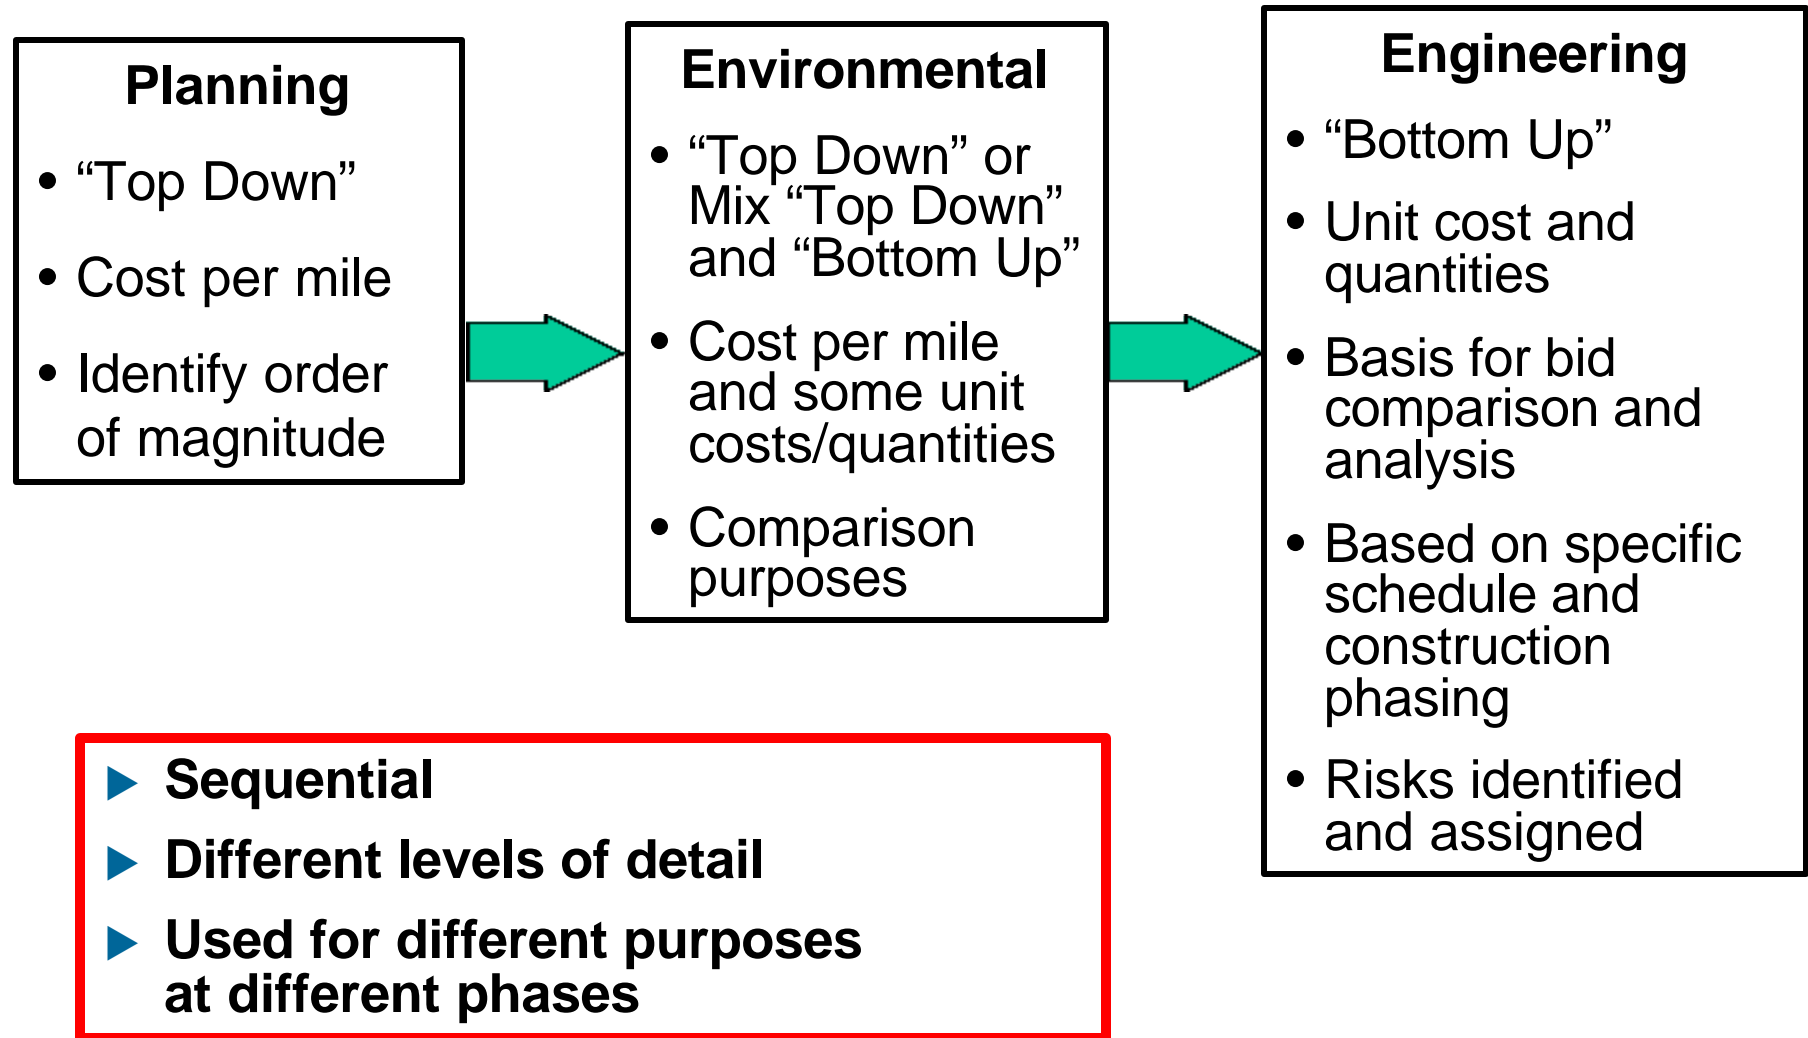 Planning
• “Top Down”
• Cost per mile
• Identify order
of magnitude
Environmental
• “Top Down” or
Mix “Top Down”
and “Bottom Up”
• Cost per mile
and some unit
costs/quantities
• Comparison
purposes
Engineering
• “Bottom Up”
• Unit cost and
quantities
• Basis for bid
comparison and
analysis
• Based on specific
schedule and
construction
phasing
• Risks identified
and assigned
► Sequential
► Different levels of detail
► Used for different purposes
at different phases